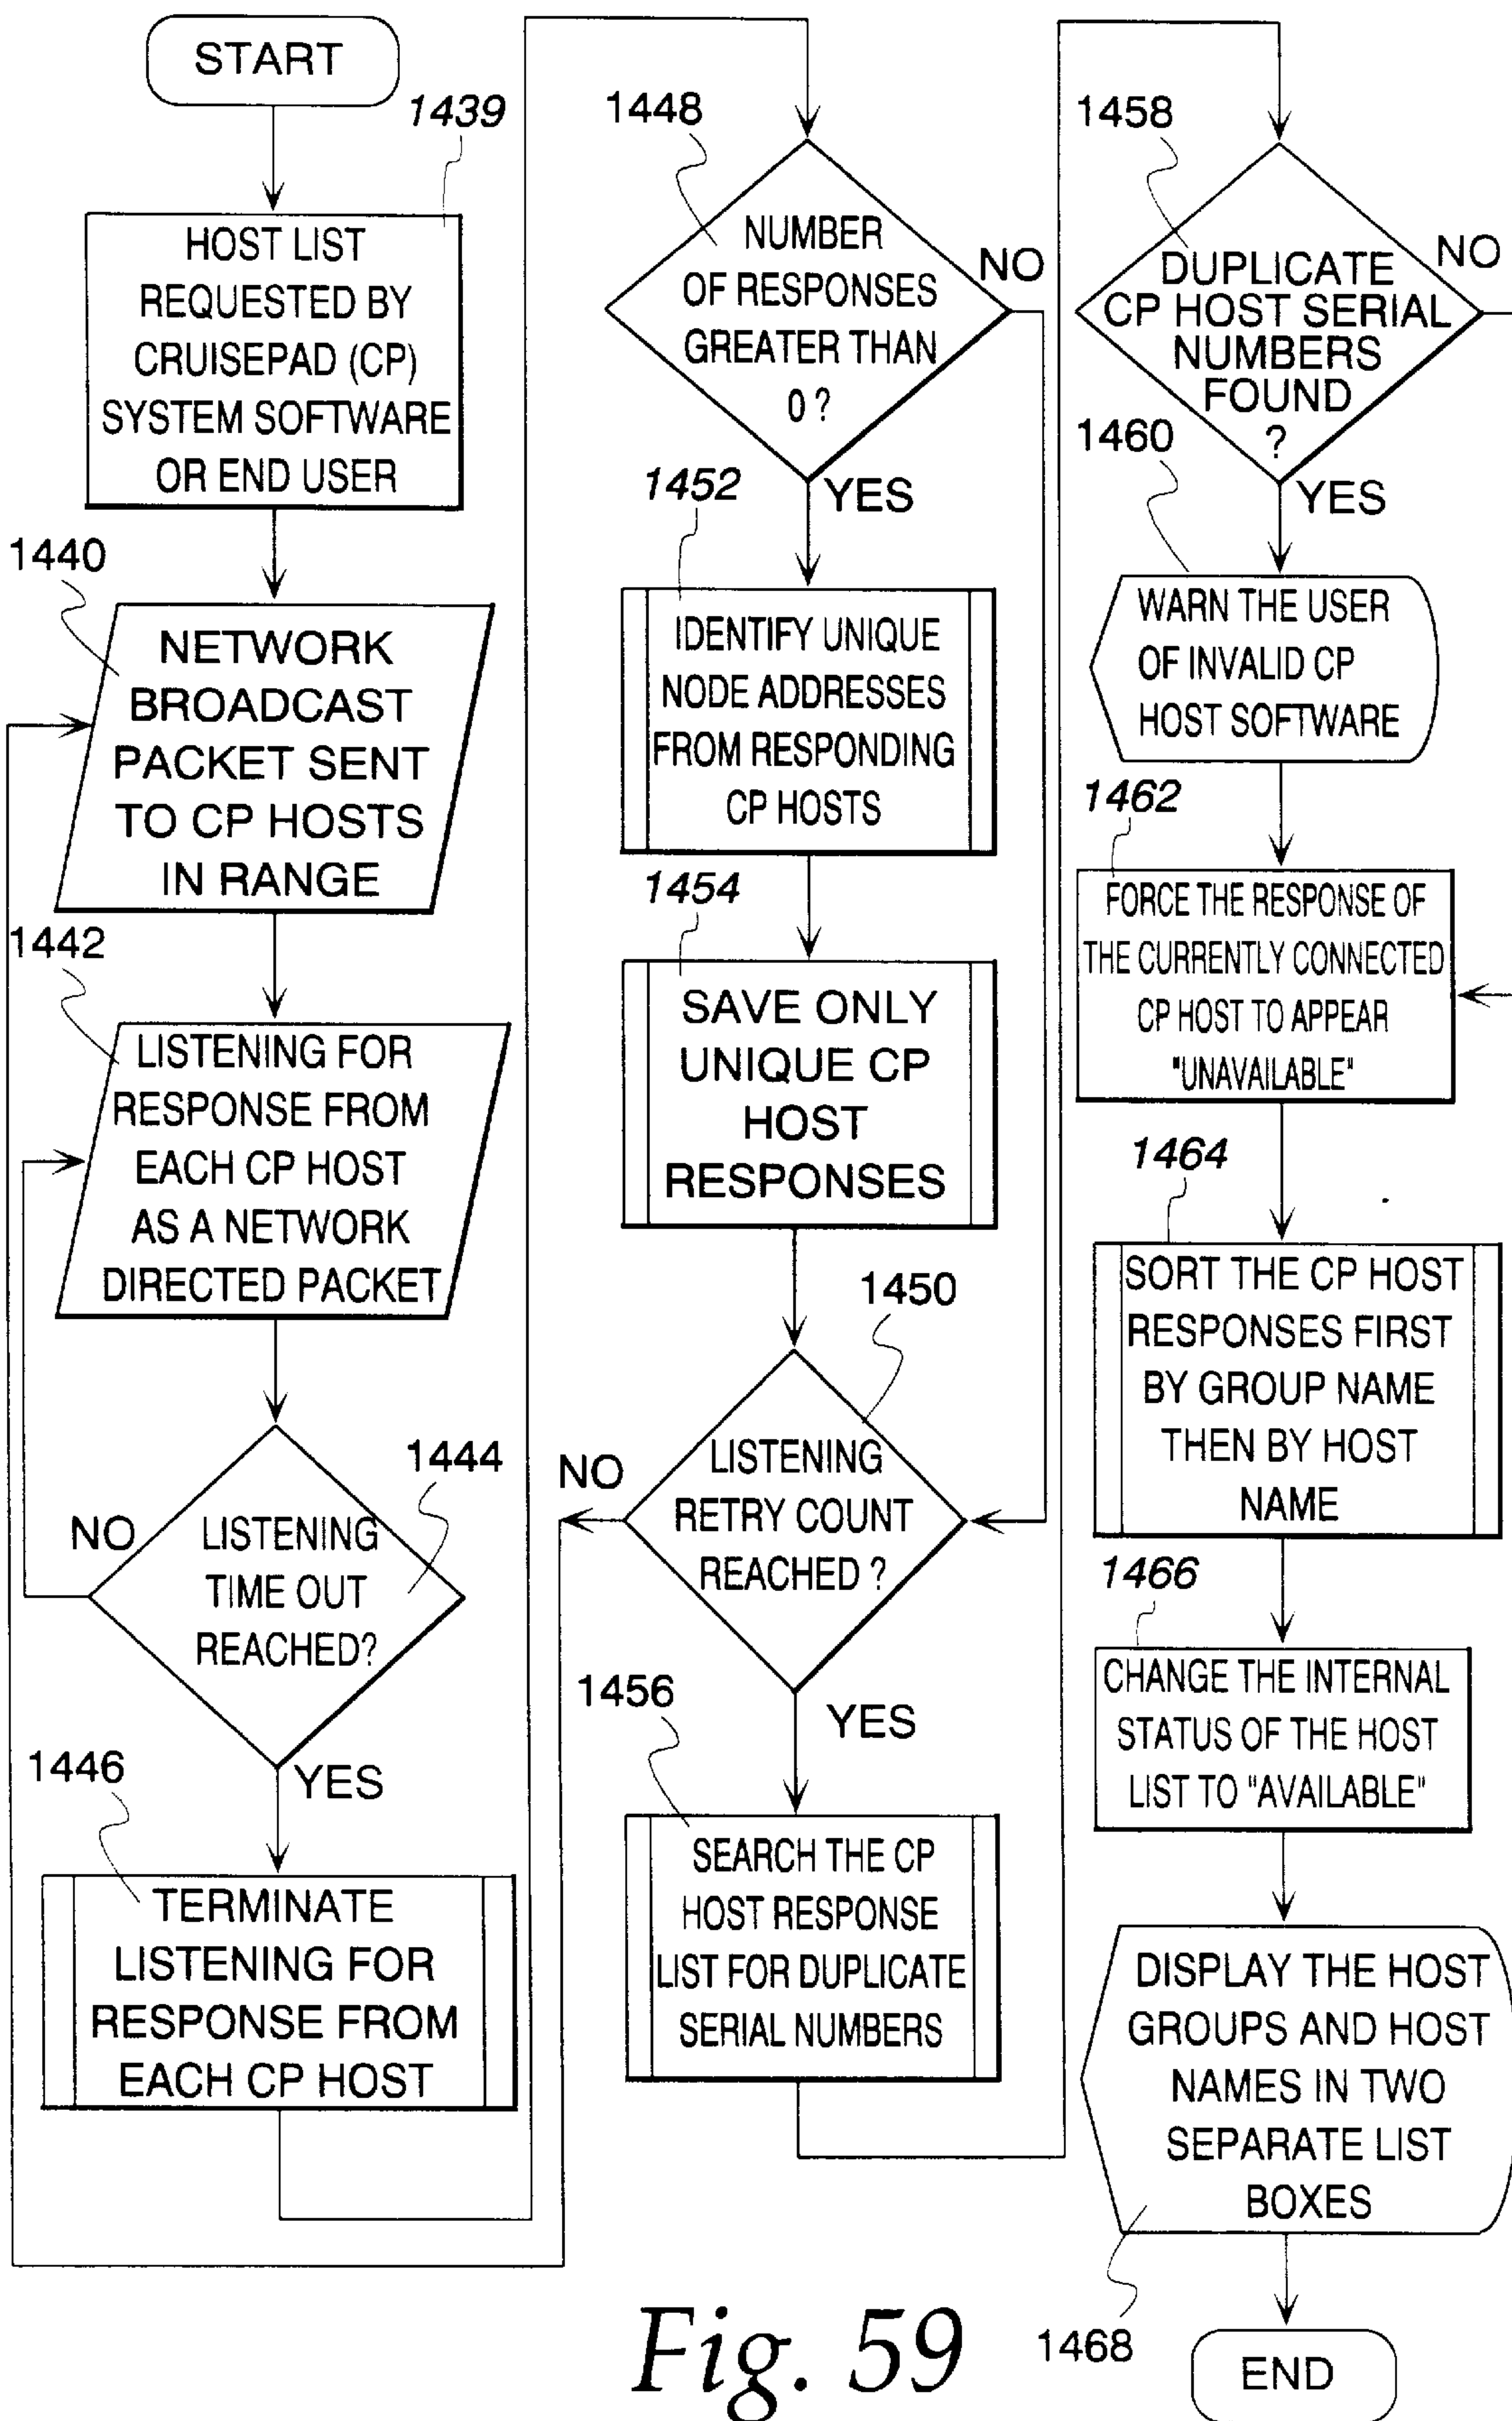 START
1439
HOST LIST
REQUESTED BY
CRUISEPAD (CP)
SYSTEM SOFTWARE
OR END USER
1440
NETWORK
BROADCAST
PACKET SENT
TO CP HOSTS
IN RANGE
1442
LISTENING FOR
RESPONSE FROM
EACH CP HOST
AS A NETWORK
DIRECTED PACKET
1444
NO
LISTENING
TIME OUT
REACHED?
YES
1446
TERMINATE
LISTENING FOR
RESPONSE FROM
EACH CP HOST
1448
NUMBER
OF RESPONSES
GREATER THAN
0 ?
NO
YES
1452
IDENTIFY UNIQUE
NODE ADDRESSES
FROM RESPONDING
CP HOSTS
1454
SAVE ONLY
UNIQUE CP
HOST
RESPONSES
1450
NO
LISTENING
RETRY COUNT
REACHED ?
YES
1456
SEARCH THE CP
HOST RESPONSE
LIST FOR DUPLICATE
SERIAL NUMBERS
1458
NO
DUPLICATE
CP HOST SERIAL
NUMBERS
FOUND
?
YES
1460
WARN THE USER
OF INVALID CP
HOST SOFTWARE
1462
FORCE THE RESPONSE OF
THE CURRENTLY CONNECTED
CP HOST TO APPEAR
"UNAVAILABLE"
1464
SORT THE CP HOST
RESPONSES FIRST
BY GROUP NAME
THEN BY HOST
NAME
1466
CHANGE THE INTERNAL
STATUS OF THE HOST
LIST TO "AVAILABLE"
DISPLAY THE HOST
GROUPS AND HOST
NAMES IN TWO
SEPARATE LIST
BOXES
1468
END
Fig. 59